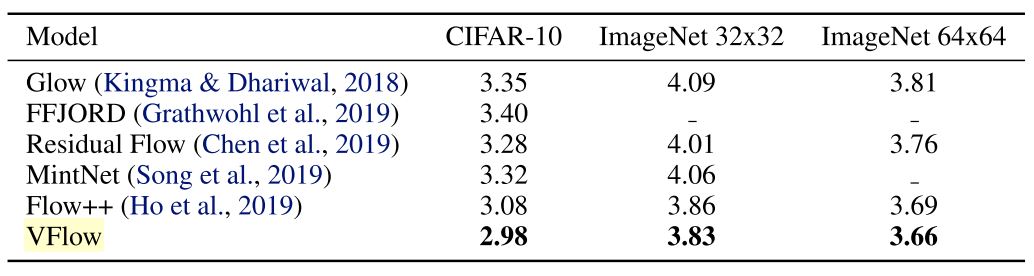 Model CIFAR-10 ImageNet 32x32 ImageNet 64x64
Glow (Kingma & Dhariwal, 2018) 3.35 4.09 3.81
FFJORD (Grathwohl et al., 2019) 3.40 - -
Residual Flow (Chen et al., 2019) 3.28 4.01 3.76
MintNet (Song et al., 2019) 3.32 4.06 -
Flow++ (Ho et al., 2019) 3.08 3.86 3.69
VFlow 2.98 3.83 3.66